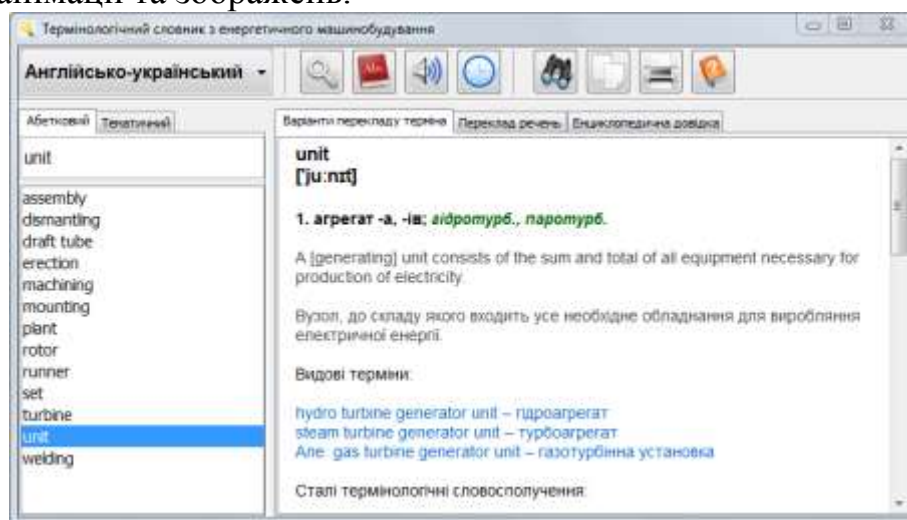 анімації та зображень.
Термінологічний словник з енергетичного машинобудування
Англійсько-український
Абетковий Тематичний
Варіанти перекладу терміна Переклад речень Енциклопедична довідка
unit
assembly
dismantling
draft tube
erection
machining
mounting
plant
rotor
runner
set
turbine
unit
welding
unit
['juːnɪt]
1. агрегат -а, -ів; гідротурб., паротурб.
A [generating] unit consists of the sum and total of all equipment necessary for
production of electricity.
Вузол, до складу якого входить усе необхідне обладнання для виробляння
електричної енергії.
Видові терміни:
hydro turbine generator unit – гідроагрегат
steam turbine generator unit – турбоагрегат
Але: gas turbine generator unit – газотурбінна установка
Сталі термінологічні словосполучення: